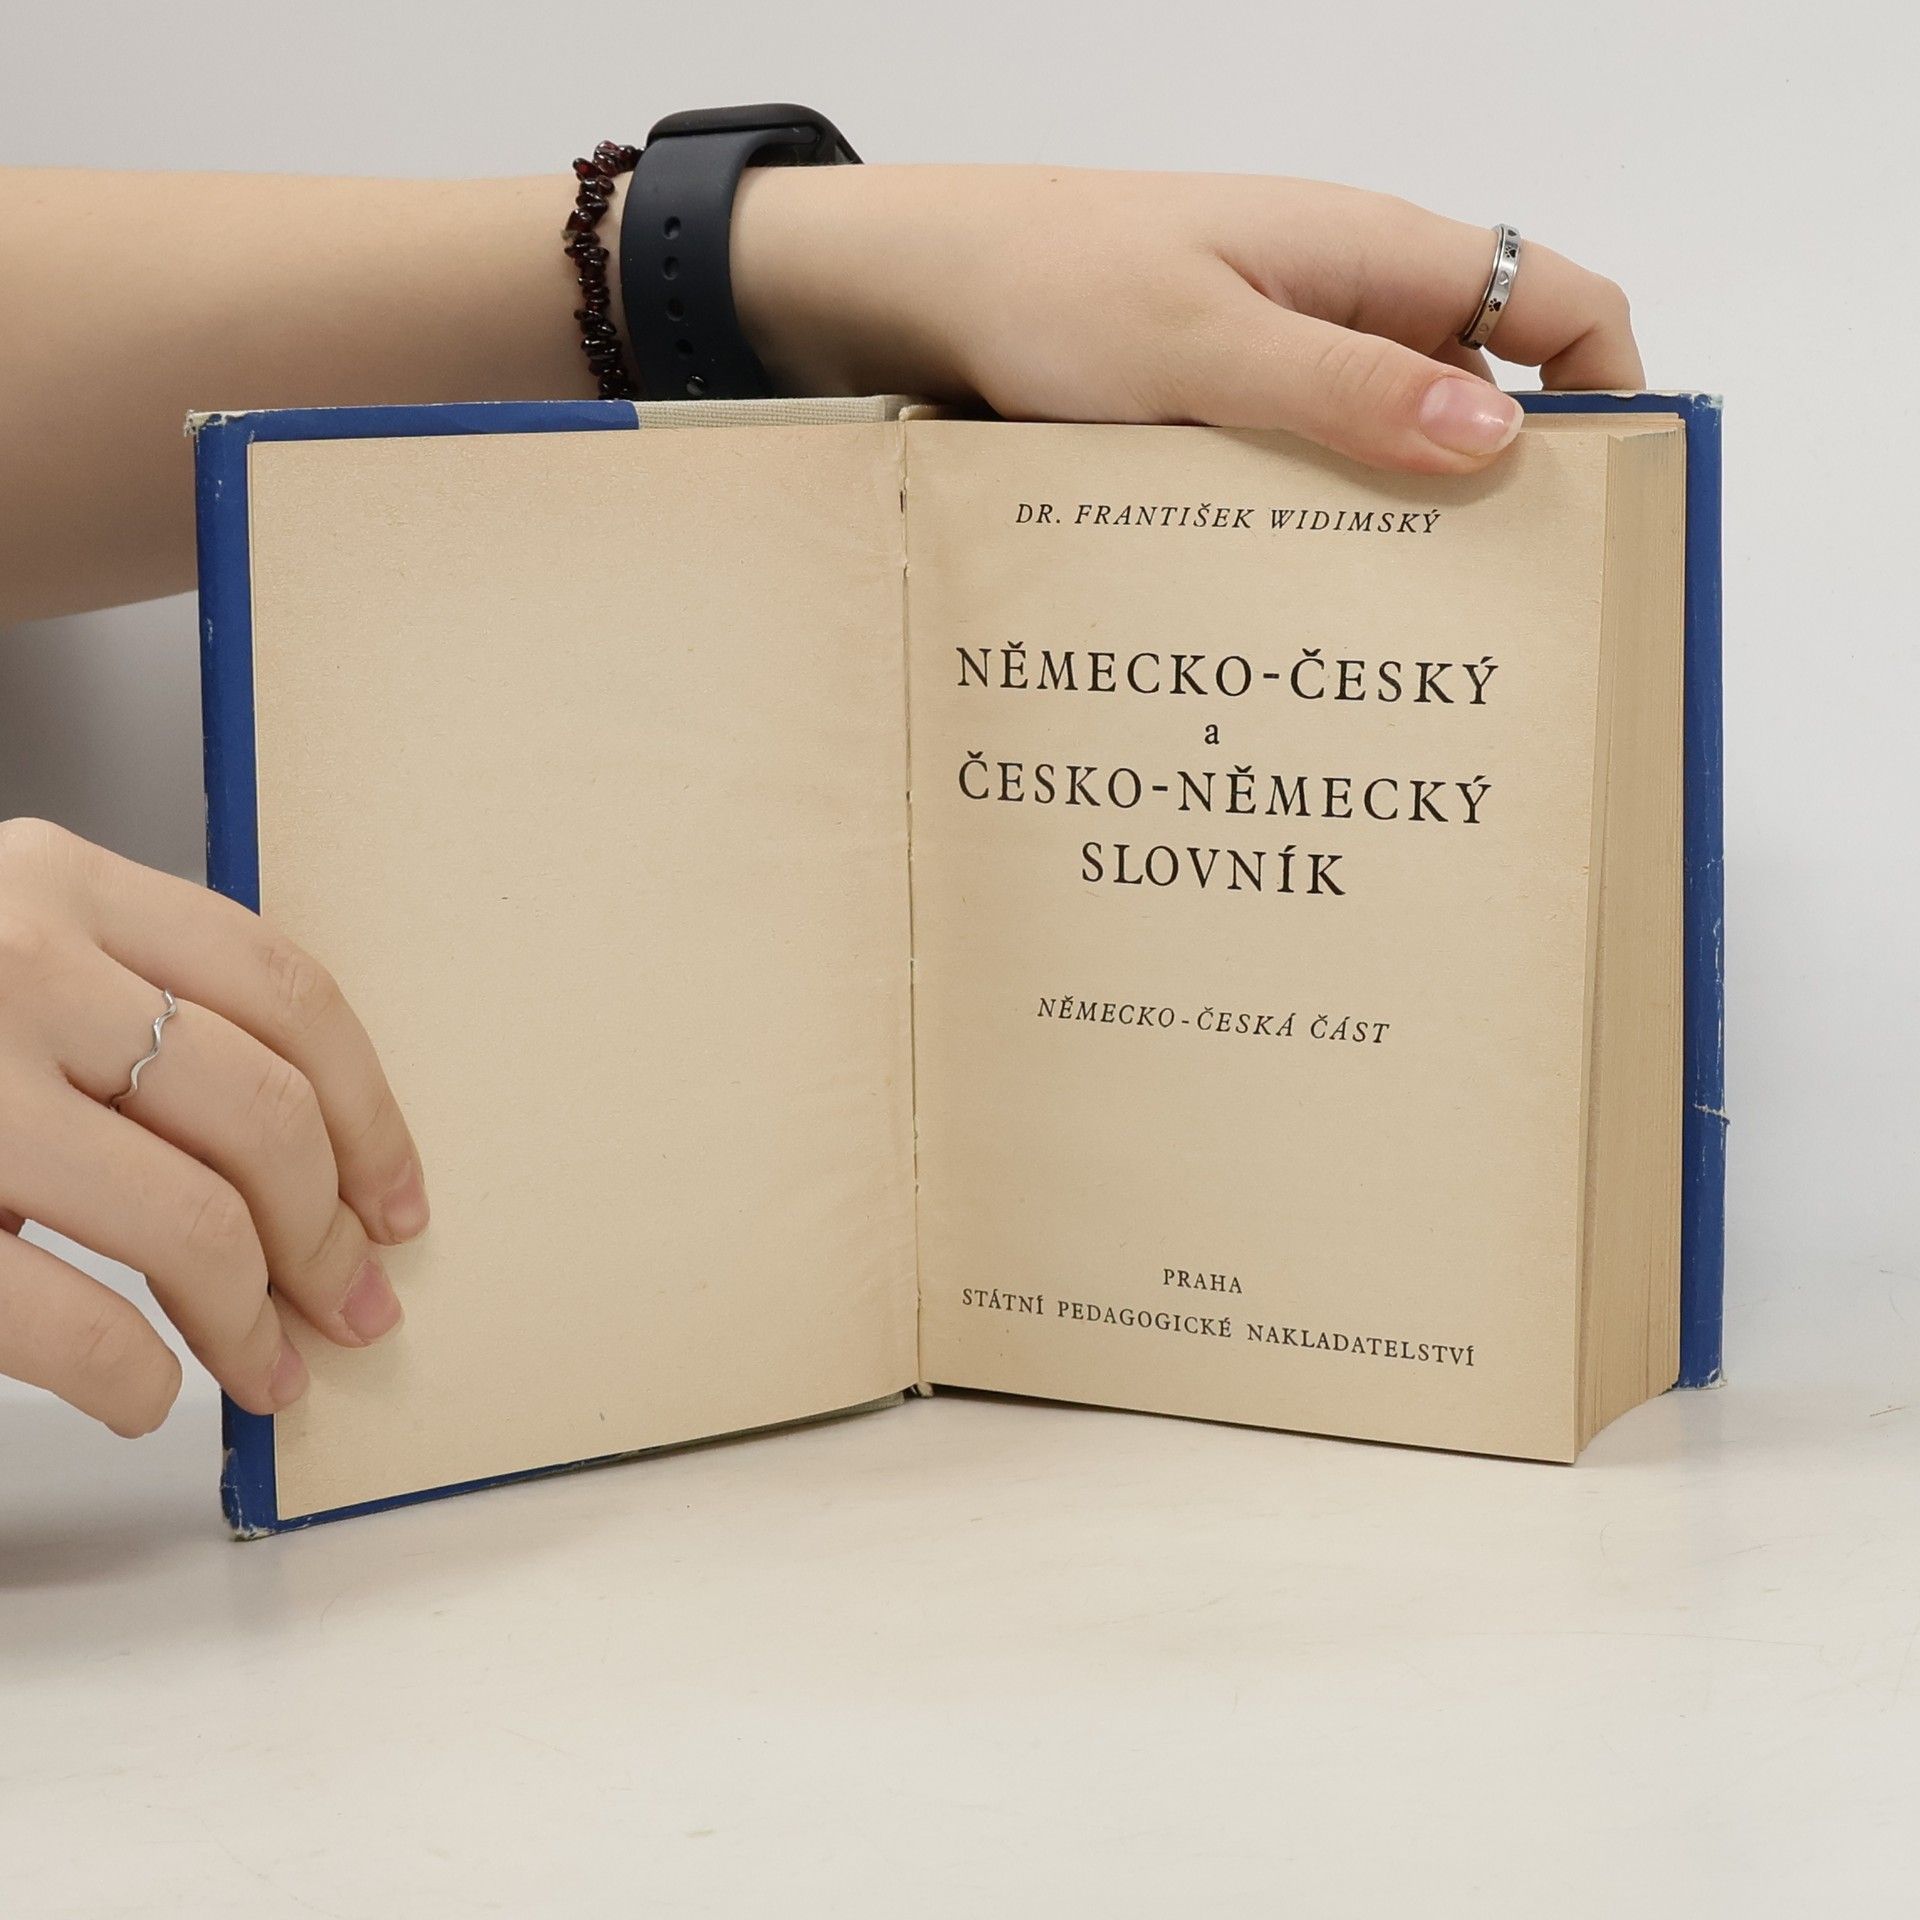 DR. FRANTIŠEK WIDIMSKÝ
NĚMECKO-ČESKÝ
a
ČESKO-NĚMECKÝ
SLOVNÍK
NĚMECKO-ČESKÁ ČÁST
PRAHA
STÁTNÍ PEDAGOGICKÉ NAKLADATELSTVÍ